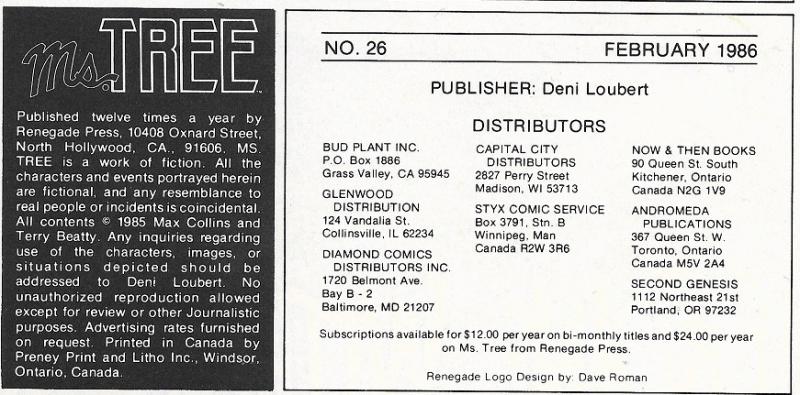 Ms. TREE™
Published twelve times a year by
Renegade Press, 10408 Oxnard Street,
North Hollywood, CA., 91606. MS.
TREE is a work of fiction. All the
characters and events portrayed herein
are fictional, and any resemblance to
real people or incidents is coincidental.
All contents © 1985 Max Collins and
Terry Beatty. Any inquiries regarding
use of the characters, images, or
situations depicted should be
addressed to Deni Loubert. No
unauthorized reproduction allowed
except for review or other Journalistic
purposes. Advertising rates furnished
on request. Printed in Canada by
Preney Print and Litho Inc., Windsor,
Ontario, Canada.
NO. 26
FEBRUARY 1986
PUBLISHER: Deni Loubert
DISTRIBUTORS
BUD PLANT INC.
P.O. Box 1886
Grass Valley, CA 95945
GLENWOOD
DISTRIBUTION
124 Vandalia St.
Collinsville, IL 62234
DIAMOND COMICS
DISTRIBUTORS INC.
1720 Belmont Ave.
Bay B - 2
Baltimore, MD 21207
CAPITAL CITY
DISTRIBUTORS
2827 Perry Street
Madison, WI 53713
STYX COMIC SERVICE
Box 3791, Stn. B
Winnipeg, Man
Canada R2W 3R6
NOW & THEN BOOKS
90 Queen St. South
Kitchener, Ontario
Canada N2G 1V9
ANDROMEDA
PUBLICATIONS
367 Queen St. W.
Toronto, Ontario
Canada M5V 2A4
SECOND GENESIS
1112 Northeast 21st
Portland, OR 97232
Subscriptions available for $12.00 per year on bi-monthly titles and $24.00 per year
on Ms. Tree from Renegade Press.
Renegade Logo Design by: Dave Roman